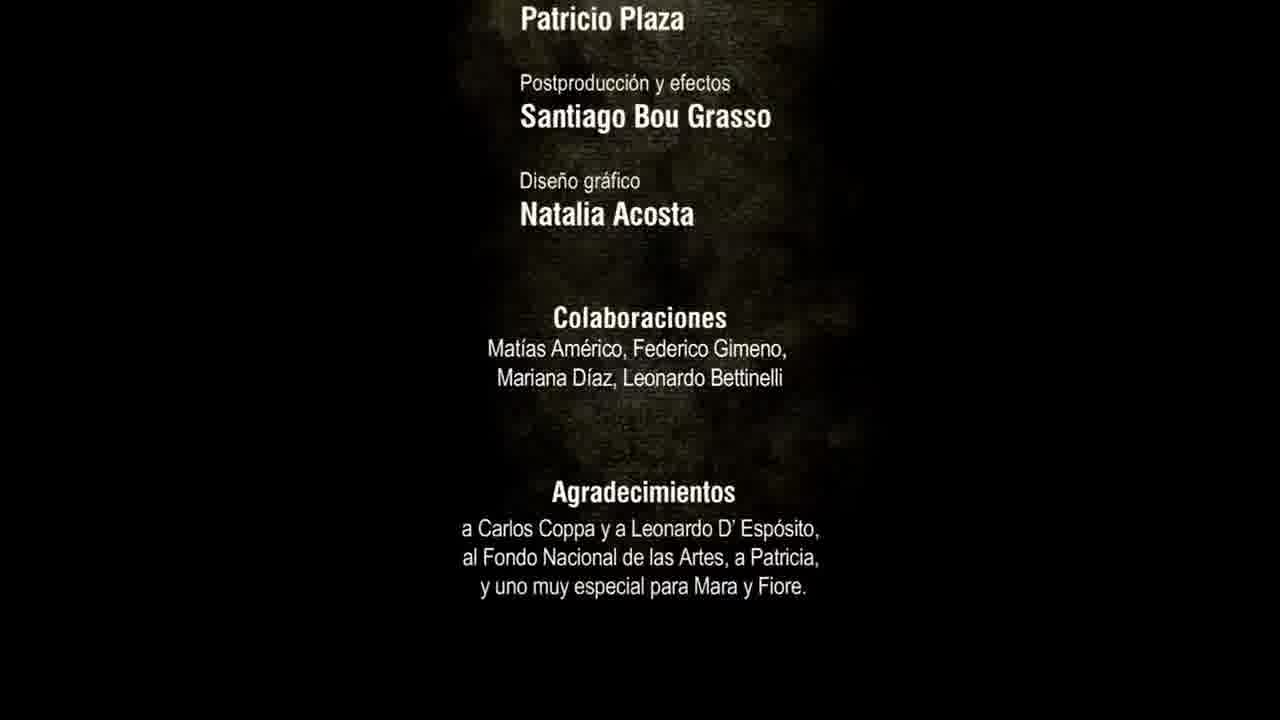 Patricio Plaza
Postproducción y efectos
Santiago Bou Grasso
Diseño gráfico
Natalia Acosta
Colaboraciones
Matías Américo, Federico Gimeno,
Mariana Díaz, Leonardo Bettinelli
Agradecimientos
a Carlos Coppa y a Leonardo D' Espósito,
al Fondo Nacional de las Artes, a Patricia,
y uno muy especial para Mara y Fiore.